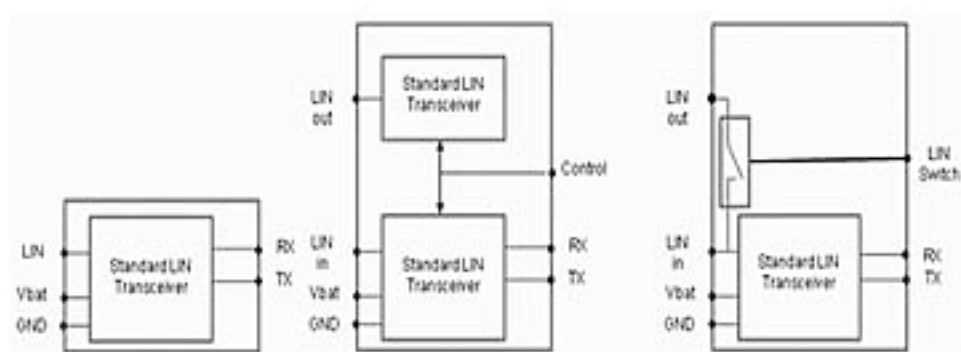 LIN
Vbat
GND
Standard LIN
Transceiver
RX
TX
LIN
out
Standard LIN
Transceiver
Control
LIN
in
Vbat
GND
Standard LIN
Transceiver
RX
TX
LIN
out
LIN
Switch
LIN
in
Vbat
GND
Standard LIN
Transceiver
RX
TX